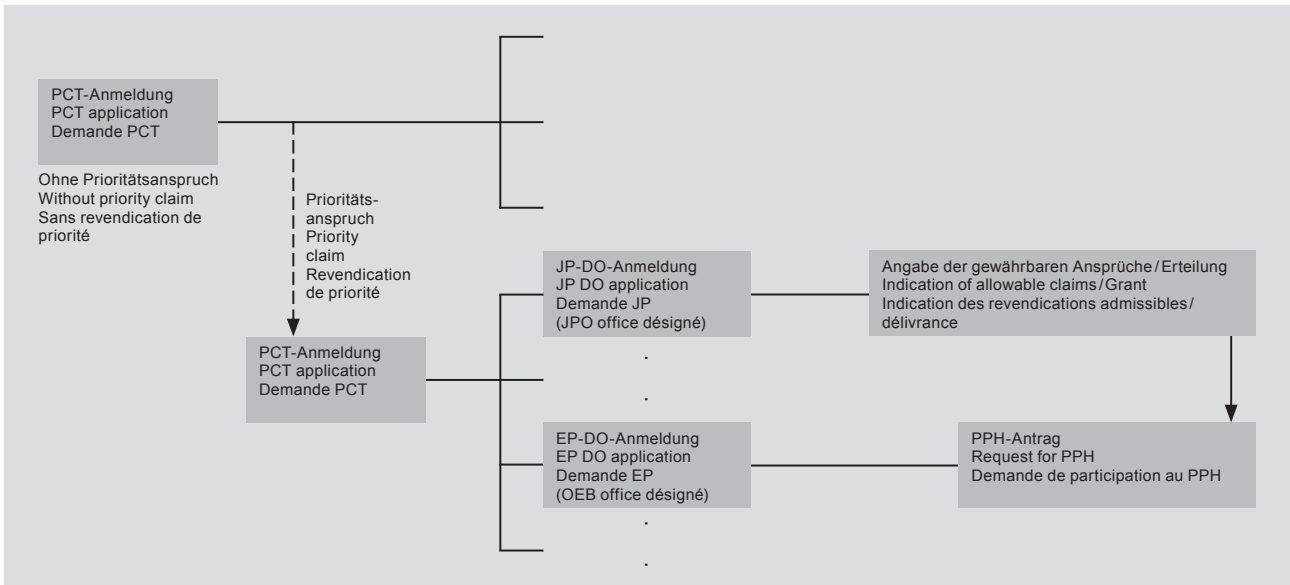 PCT-Anmeldung
PCT application
Demande PCT
Ohne Prioritätsanspruch
Without priority claim
Sans revendication de
priorité
Prioritäts-
anspruch
Priority
claim
Revendication
de priorité
PCT-Anmeldung
PCT application
Demande PCT
JP-DO-Anmeldung
JP DO application
Demande JP
(JPO office désigné)
Angabe der gewährbaren Ansprüche/Erteilung
Indication of allowable claims/Grant
Indication des revendications admissibles/
délivrance
.
.
EP-DO-Anmeldung
EP DO application
Demande EP
(OEB office désigné)
PPH-Antrag
Request for PPH
Demande de participation au PPH
.
.